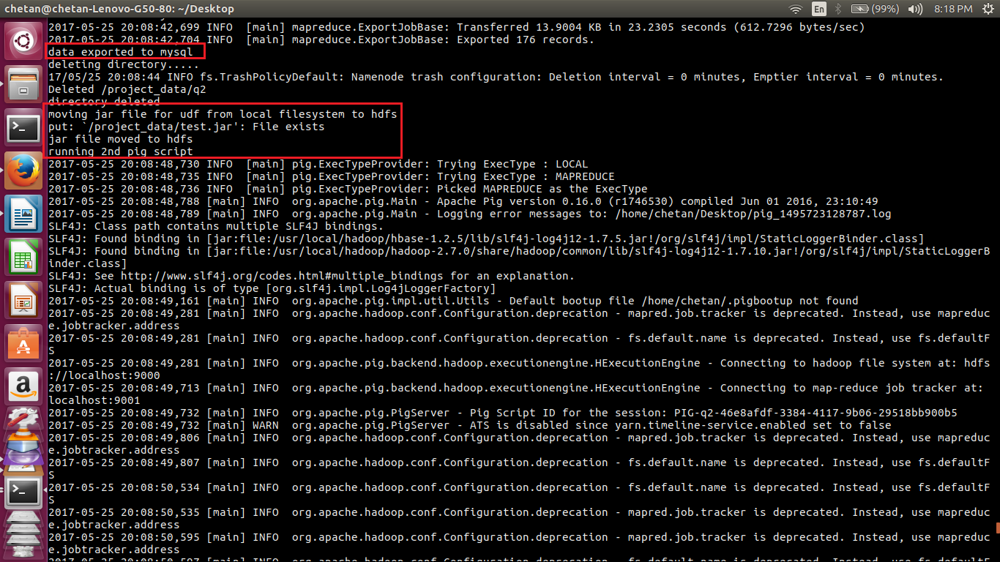 chetan@chetan-Lenovo-G50-80: ~/Desktop
En
(99%)
8:18 PM
2017-05-25 20:08:42,699 INFO  [main] mapreduce.ExportJobBase: Transferred 13.9004 KB in 23.2305 seconds (612.7296 bytes/sec)
2017-05-25 20:08:42,704 INFO  [main] mapreduce.ExportJobBase: Exported 176 records.
data exported to mysql
deleting directory.....
17/05/25 20:08:44 INFO fs.TrashPolicyDefault: Namenode trash configuration: Deletion interval = 0 minutes, Emptier interval = 0 minutes.
Deleted /project_data/q2
directory deleted
moving jar file for udf from local filesystem to hdfs
put: `/project_data/test.jar': File exists
jar file moved to hdfs
running 2nd pig script
2017-05-25 20:08:48,730 INFO  [main] pig.ExecTypeProvider: Trying ExecType : LOCAL
2017-05-25 20:08:48,735 INFO  [main] pig.ExecTypeProvider: Trying ExecType : MAPREDUCE
2017-05-25 20:08:48,736 INFO  [main] pig.ExecTypeProvider: Picked MAPREDUCE as the ExecType
2017-05-25 20:08:48,788 [main] INFO  org.apache.pig.Main - Apache Pig version 0.16.0 (r1746530) compiled Jun 01 2016, 23:10:49
2017-05-25 20:08:48,789 [main] INFO  org.apache.pig.Main - Logging error messages to: /home/chetan/Desktop/pig_1495723128787.log
SLF4J: Class path contains multiple SLF4J bindings.
SLF4J: Found binding in [jar:file:/usr/local/hadoop/hbase-1.2.5/lib/slf4j-log4j12-1.7.5.jar!/org/slf4j/impl/StaticLoggerBinder.class]
SLF4J: Found binding in [jar:file:/usr/local/hadoop/hadoop-2.7.0/share/hadoop/common/lib/slf4j-log4j12-1.7.10.jar!/org/slf4j/impl/StaticLoggerB
inder.class]
SLF4J: See http://www.slf4j.org/codes.html#multiple_bindings for an explanation.
SLF4J: Actual binding is of type [org.slf4j.impl.Log4jLoggerFactory]
2017-05-25 20:08:49,161 [main] INFO  org.apache.pig.impl.util.Utils - Default bootup file /home/chetan/.pigbootup not found
2017-05-25 20:08:49,281 [main] INFO  org.apache.hadoop.conf.Configuration.deprecation - mapred.job.tracker is deprecated. Instead, use mapreduc
e.jobtracker.address
2017-05-25 20:08:49,281 [main] INFO  org.apache.hadoop.conf.Configuration.deprecation - fs.default.name is deprecated. Instead, use fs.defaultF
S
2017-05-25 20:08:49,281 [main] INFO  org.apache.pig.backend.hadoop.executionengine.HExecutionEngine - Connecting to hadoop file system at: hdfs
://localhost:9000
2017-05-25 20:08:49,713 [main] INFO  org.apache.pig.backend.hadoop.executionengine.HExecutionEngine - Connecting to map-reduce job tracker at:
localhost:9001
2017-05-25 20:08:49,732 [main] INFO  org.apache.pig.PigServer - Pig Script ID for the session: PIG-q2-46e8afdf-3384-4117-9b06-29518bb900b5
2017-05-25 20:08:49,732 [main] WARN  org.apache.pig.PigServer - ATS is disabled since yarn.timeline-service.enabled set to false
2017-05-25 20:08:49,806 [main] INFO  org.apache.hadoop.conf.Configuration.deprecation - mapred.job.tracker is deprecated. Instead, use mapreduc
e.jobtracker.address
2017-05-25 20:08:49,807 [main] INFO  org.apache.hadoop.conf.Configuration.deprecation - fs.default.name is deprecated. Instead, use fs.defaultF
S
2017-05-25 20:08:50,534 [main] INFO  org.apache.hadoop.conf.Configuration.deprecation - fs.default.name is deprecated. Instead, use fs.defaultF
S
2017-05-25 20:08:50,535 [main] INFO  org.apache.hadoop.conf.Configuration.deprecation - mapred.job.tracker is deprecated. Instead, use mapreduc
e.jobtracker.address
2017-05-25 20:08:50,595 [main] INFO  org.apache.hadoop.conf.Configuration.deprecation - mapred.job.tracker is deprecated. Instead, use mapreduc
e.jobtracker.address
2017-05-25 20:08:50,597 [main] INFO  org.apache.hadoop.conf.Configuration.deprecation - fs.default.name is deprecated. Instead, use fs.defaultF